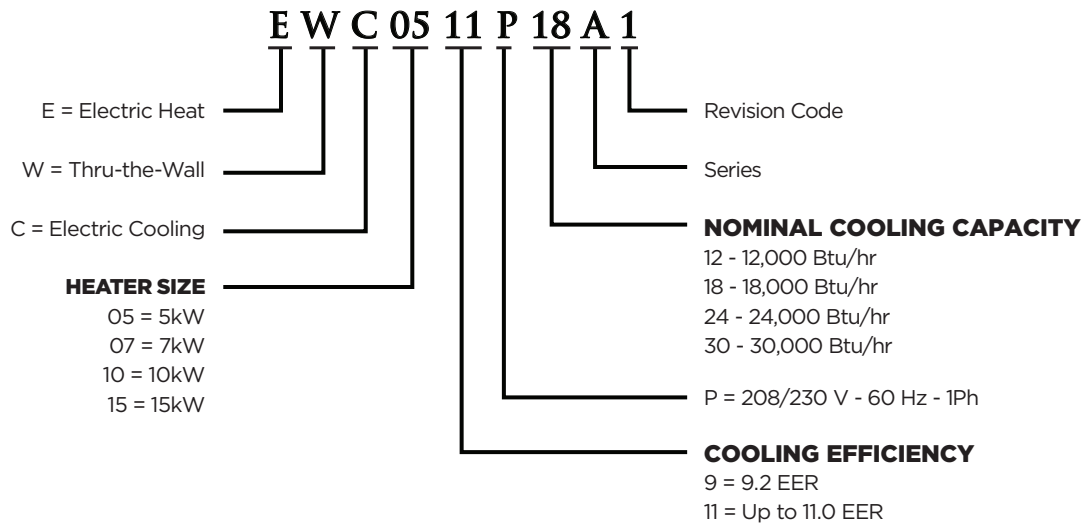 E W C 05 11 P 18 A 1
E = Electric Heat
W = Thru-the-Wall
C = Electric Cooling
HEATER SIZE
05 = 5kW
07 = 7kW
10 = 10kW
15 = 15kW
Revision Code
Series
NOMINAL COOLING CAPACITY
12 - 12,000 Btu/hr
18 - 18,000 Btu/hr
24 - 24,000 Btu/hr
30 - 30,000 Btu/hr
P = 208/230 V - 60 Hz - 1Ph
COOLING EFFICIENCY
9 = 9.2 EER
11 = Up to 11.0 EER